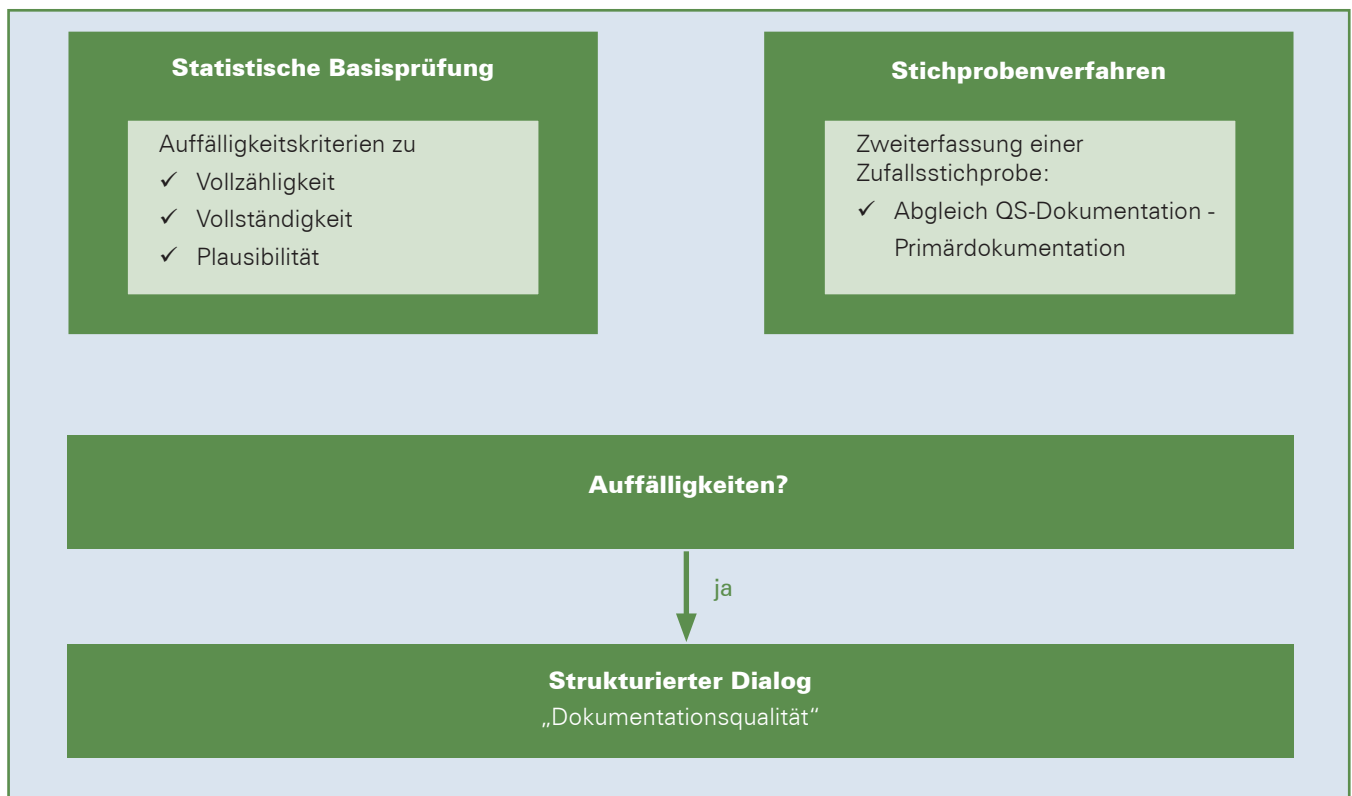 Statistische Basisprüfung
Auffälligkeitskriterien zu
✓ Vollzähligkeit
✓ Vollständigkeit
✓ Plausibilität
Stichprobenverfahren
Zweiterfassung einer
Zufallsstichprobe:
✓ Abgleich QS-Dokumentation -
Primärdokumentation
Auffälligkeiten?
ja
Strukturierter Dialog
„Dokumentationsqualität“